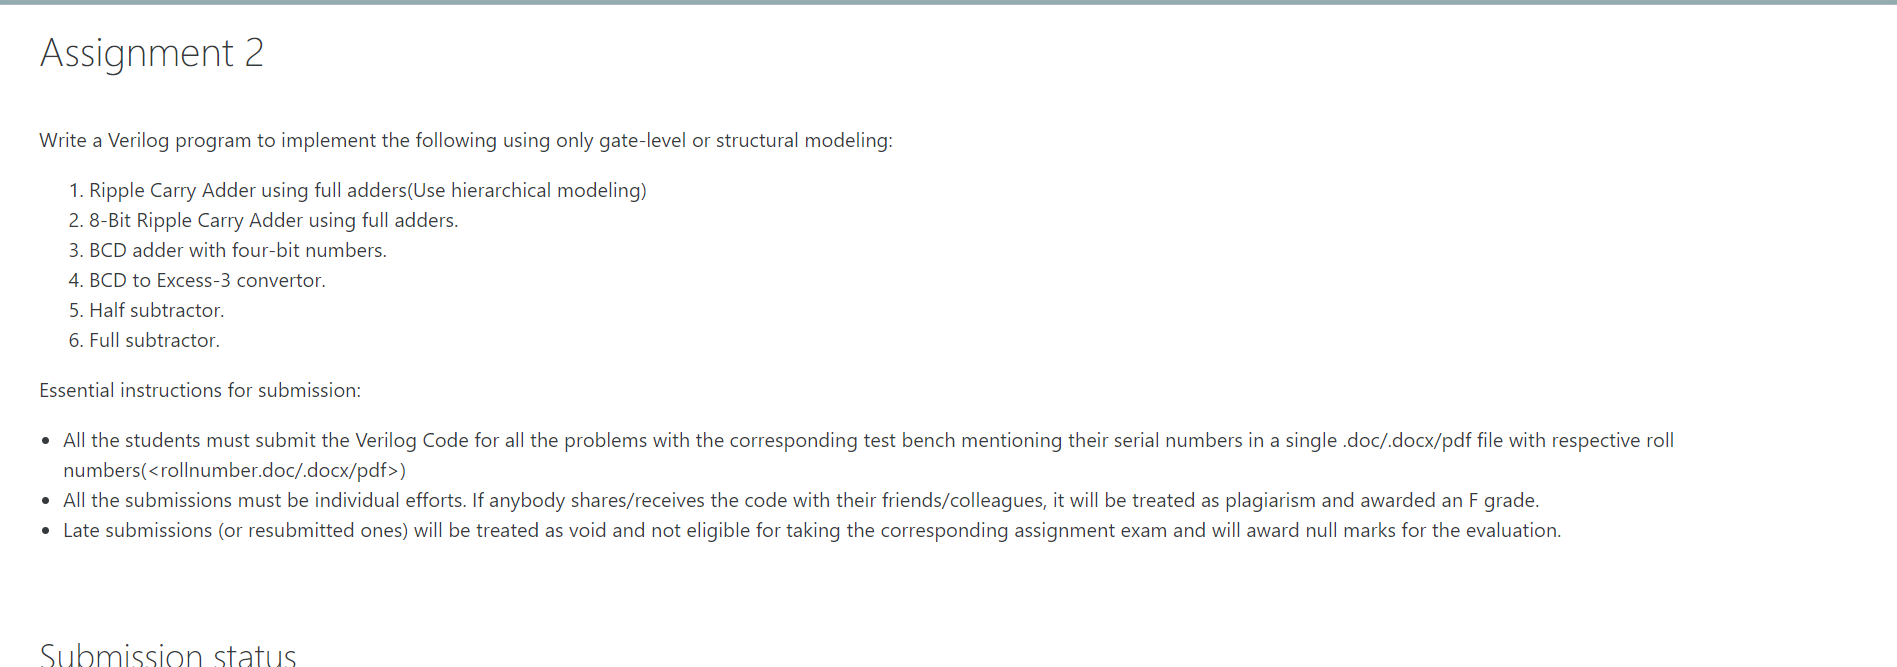 Assignment 2
Write a Verilog program to implement the following using only gate-level or structural modeling:
1. Ripple Carry Adder using full adders(Use hierarchical modeling)
2. 8-Bit Ripple Carry Adder using full adders.
3. BCD adder with four-bit numbers.
4. BCD to Excess-3 convertor.
5. Half subtractor.
6. Full subtractor.
Essential instructions for submission:
• All the students must submit the Verilog Code for all the problems with the corresponding test bench mentioning their serial numbers in a single .doc/.docx/pdf file with respective roll
numbers(<rollnumber.doc/.docx/pdf>)
• All the submissions must be individual efforts. If anybody shares/receives the code with their friends/colleagues, it will be treated as plagiarism and awarded an F grade.
• Late submissions (or resubmitted ones) will be treated as void and not eligible for taking the corresponding assignment exam and will award null marks for the evaluation.
Submission status